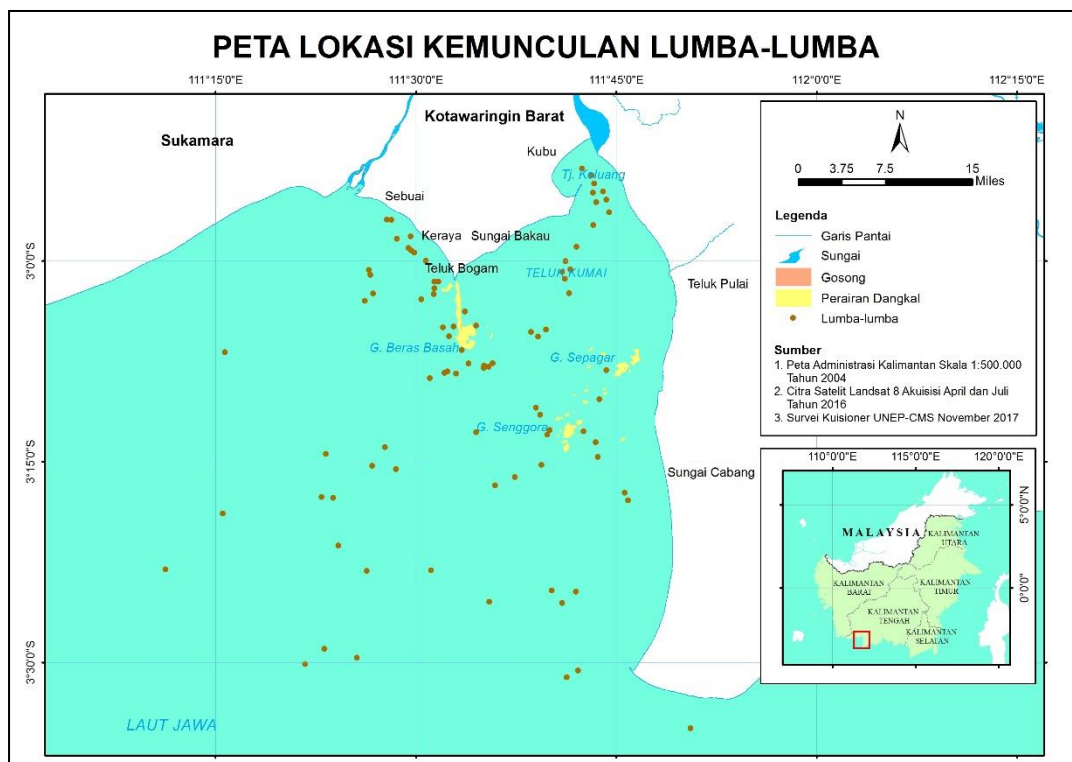 PETA LOKASI KEMUNCULAN LUMBA-LUMBA
111°15'0"E 111°30'0"E 111°45'0"E 112°0'0"E 112°15'0"E
Kotawaringin Barat
Sukamara
Kubu
Tj. Keluang
Sebuai
Keraya
Sungai Bakau
3°0'0"S
Teluk Bogam
TELUK KUMAI
Teluk Pulai
G. Beras Basah
G. Sepagar
G. Senggora
3°15'0"S
Sungai Cabang
3°30'0"S
LAUT JAWA
N
0 3.75 7.5 15
Miles
Legenda
Garis Pantai
Sungai
Gosong
Perairan Dangkal
Lumba-lumba
Sumber
1. Peta Administrasi Kalimantan Skala 1:500.000
Tahun 2004
2. Citra Satelit Landsat 8 Akuisisi April dan Juli
Tahun 2016
3. Survei Kuisioner UNEP-CMS November 2017
110°0'0"E 115°0'0"E 120°0'0"E
5°0'0"N
MALAYSIA
KALIMANTAN
UTARA
KALIMANTAN
BARAT
KALIMANTAN
TIMUR
0°0'0"
KALIMANTAN
TENGAH
KALIMANTAN
SELATAN